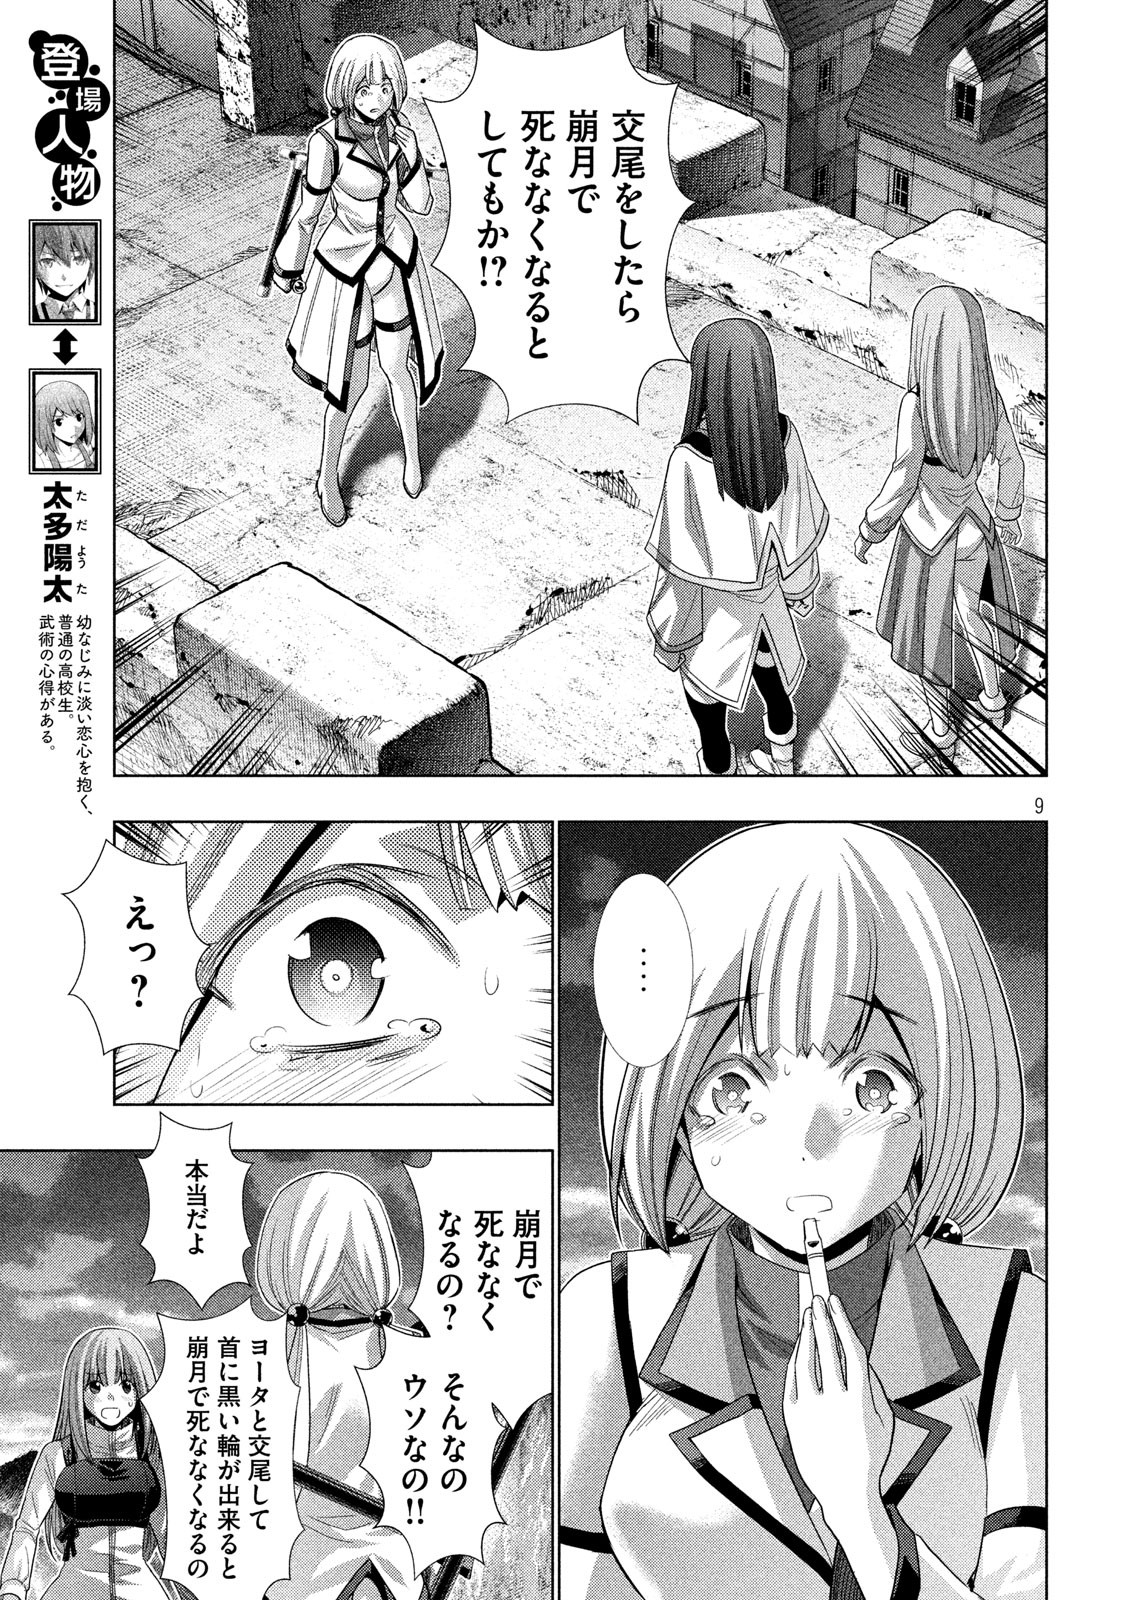 交尾をしたら
崩月で
死ななくなると
してもか!?
登場人物
太多陽太
ただようた
幼なじみに淡い恋心を抱く、
普通の高校生。
武術の心得がある。
9
…
えっ?
崩月で
死ななく
なるの?
そんなの
ウソなの!!
本当だよ
ヨータと交尾して
首に黒い輪が出来ると
崩月で死ななくなるの